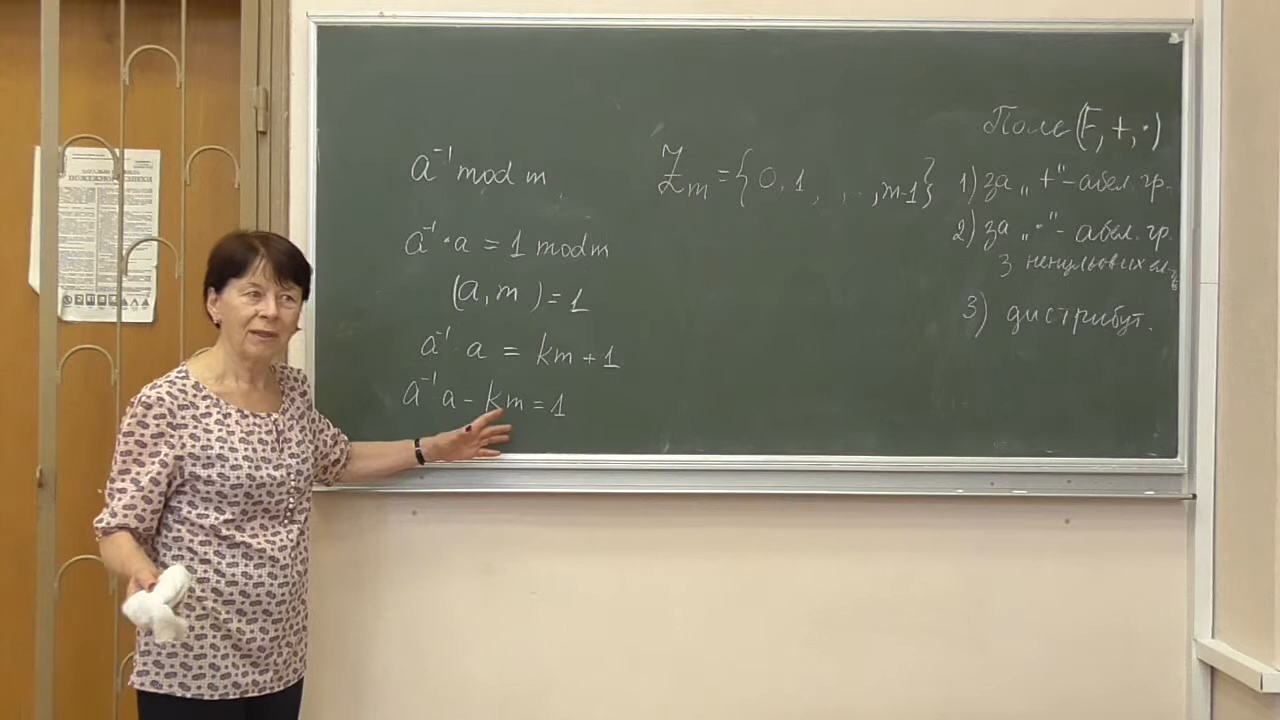 a⁻¹ mod m
a⁻¹ · a = 1 mod m
(a, m) = 1
a⁻¹ · a = km + 1
a⁻¹a - km = 1
ℤm = {0, 1, ..., m-1}
Поле (F, +, ·)
1) за „+" - абел. гр.
2) за „·" - абел. гр.
з ненульових ел-
3) дистрибут.